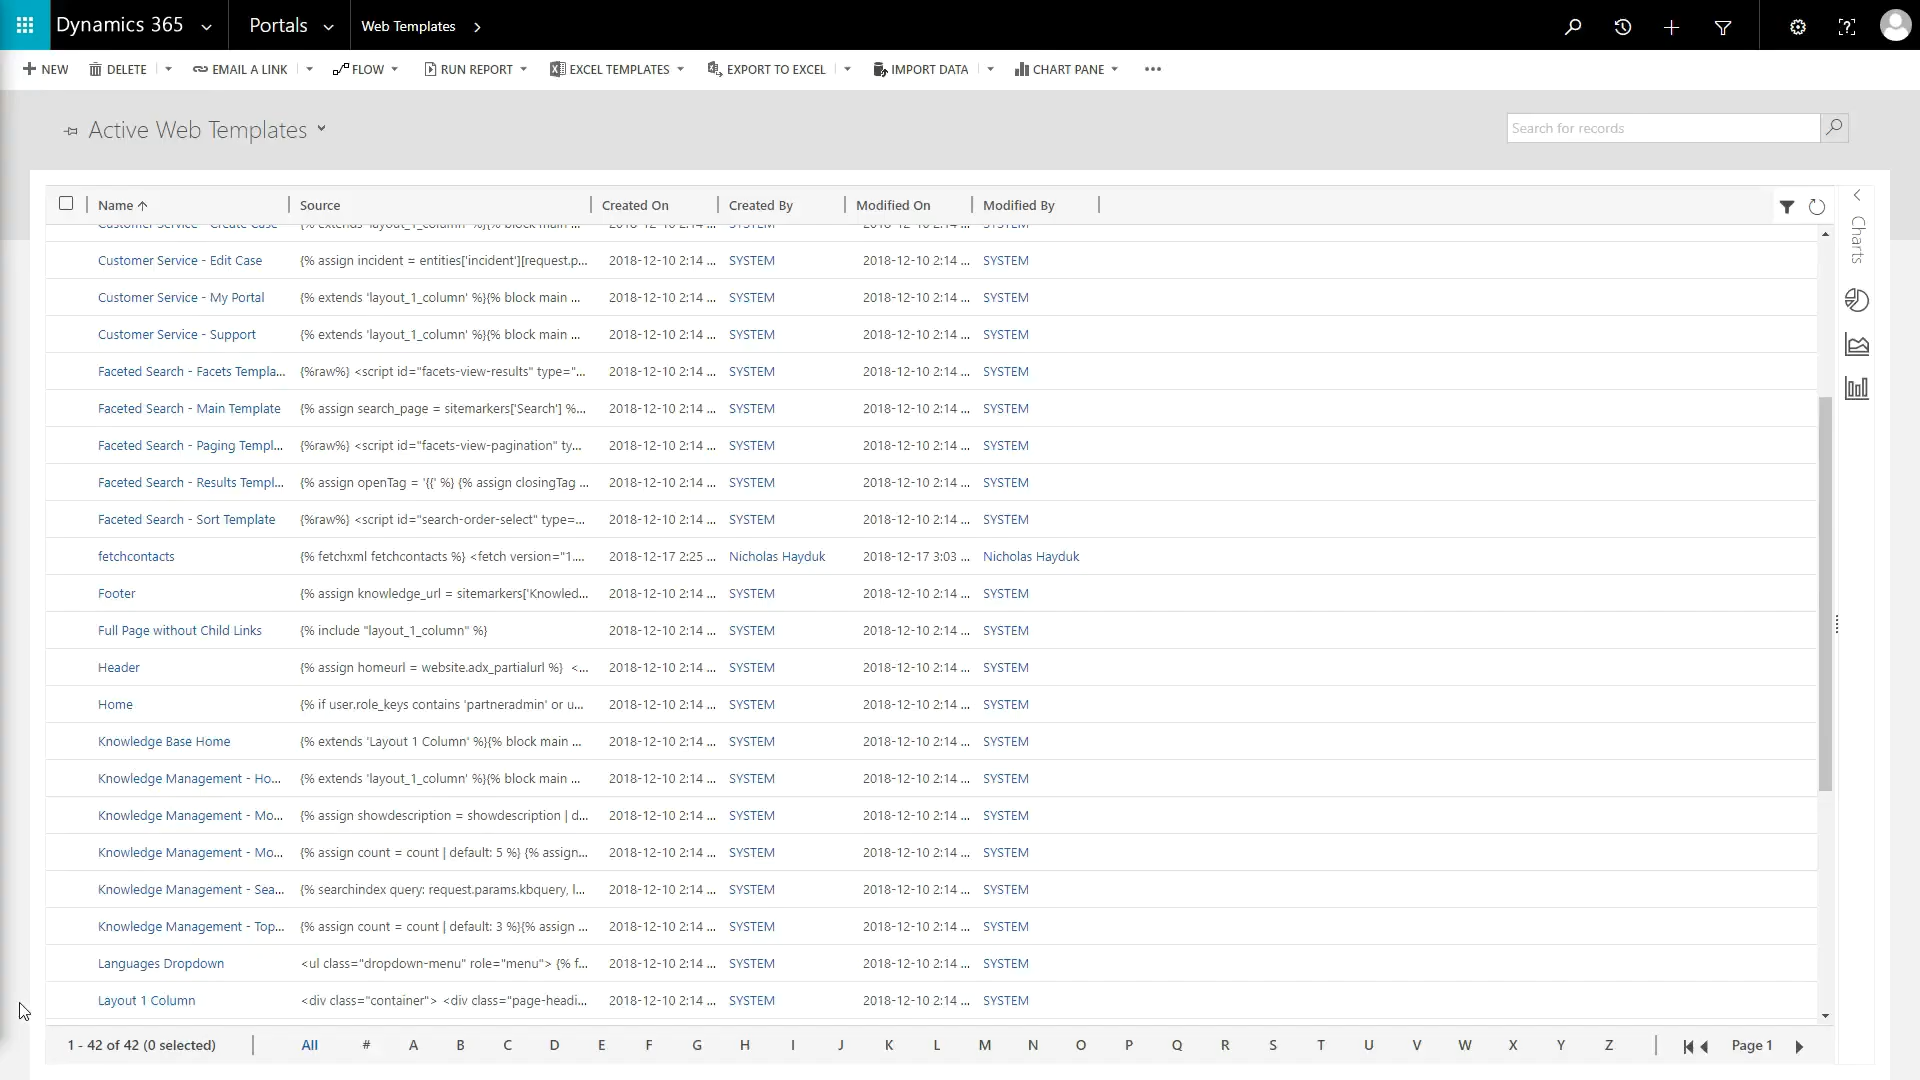 Dynamics 365 Portals Web Templates
NEW DELETE EMAIL A LINK FLOW RUN REPORT EXCEL TEMPLATES EXPORT TO EXCEL IMPORT DATA CHART PANE •••
Active Web Templates
Search for records
Name Source Created On Created By Modified On Modified By
Customer Service - Create Case {% extends 'layout_1_column' %}{% block main ... 2018-12-10 2:14 ... SYSTEM 2018-12-10 2:14 ... SYSTEM
Customer Service - Edit Case {% assign incident = entities['incident'][request.p... 2018-12-10 2:14 ... SYSTEM 2018-12-10 2:14 ... SYSTEM
Customer Service - My Portal {% extends 'layout_1_column' %}{% block main ... 2018-12-10 2:14 ... SYSTEM 2018-12-10 2:14 ... SYSTEM
Customer Service - Support {% extends 'layout_1_column' %}{% block main ... 2018-12-10 2:14 ... SYSTEM 2018-12-10 2:14 ... SYSTEM
Faceted Search - Facets Templa... {%raw%} <script id="facets-view-results" type="... 2018-12-10 2:14 ... SYSTEM 2018-12-10 2:14 ... SYSTEM
Faceted Search - Main Template {% assign search_page = sitemarkers['Search'] %... 2018-12-10 2:14 ... SYSTEM 2018-12-10 2:14 ... SYSTEM
Faceted Search - Paging Templ... {%raw%} <script id="facets-view-pagination" ty... 2018-12-10 2:14 ... SYSTEM 2018-12-10 2:14 ... SYSTEM
Faceted Search - Results Templ... {% assign openTag = '{{' %} {% assign closingTag ... 2018-12-10 2:14 ... SYSTEM 2018-12-10 2:14 ... SYSTEM
Faceted Search - Sort Template {%raw%} <script id="search-order-select" type=... 2018-12-10 2:14 ... SYSTEM 2018-12-10 2:14 ... SYSTEM
fetchcontacts {% fetchxml fetchcontacts %} <fetch version="1.... 2018-12-17 2:25 ... Nicholas Hayduk 2018-12-17 3:03 ... Nicholas Hayduk
Footer {% assign knowledge_url = sitemarkers['Knowled... 2018-12-10 2:14 ... SYSTEM 2018-12-10 2:14 ... SYSTEM
Full Page without Child Links {% include "layout_1_column" %} 2018-12-10 2:14 ... SYSTEM 2018-12-10 2:14 ... SYSTEM
Header {% assign homeurl = website.adx_partialurl %} <... 2018-12-10 2:14 ... SYSTEM 2018-12-10 2:14 ... SYSTEM
Home {% if user.role_keys contains 'partneradmin' or u... 2018-12-10 2:14 ... SYSTEM 2018-12-10 2:14 ... SYSTEM
Knowledge Base Home {% extends 'Layout 1 Column' %}{% block main ... 2018-12-10 2:14 ... SYSTEM 2018-12-10 2:14 ... SYSTEM
Knowledge Management - Ho... {% extends 'layout_1_column' %}{% block main ... 2018-12-10 2:14 ... SYSTEM 2018-12-10 2:14 ... SYSTEM
Knowledge Management - Mo... {% assign showdescription = showdescription | d... 2018-12-10 2:14 ... SYSTEM 2018-12-10 2:14 ... SYSTEM
Knowledge Management - Mo... {% assign count = count | default: 5 %} {% assign... 2018-12-10 2:14 ... SYSTEM 2018-12-10 2:14 ... SYSTEM
Knowledge Management - Sea... {% searchindex query: request.params.kbquery, l... 2018-12-10 2:14 ... SYSTEM 2018-12-10 2:14 ... SYSTEM
Knowledge Management - Top... {% assign count = count | default: 3 %}{% assign ... 2018-12-10 2:14 ... SYSTEM 2018-12-10 2:14 ... SYSTEM
Languages Dropdown <ul class="dropdown-menu" role="menu"> {% f... 2018-12-10 2:14 ... SYSTEM 2018-12-10 2:14 ... SYSTEM
Layout 1 Column <div class="container"> <div class="page-headi... 2018-12-10 2:14 ... SYSTEM 2018-12-10 2:14 ... SYSTEM
Charts
1 - 42 of 42 (0 selected) All # A B C D E F G H I J K L M N O P Q R S T U V W X Y Z Page 1